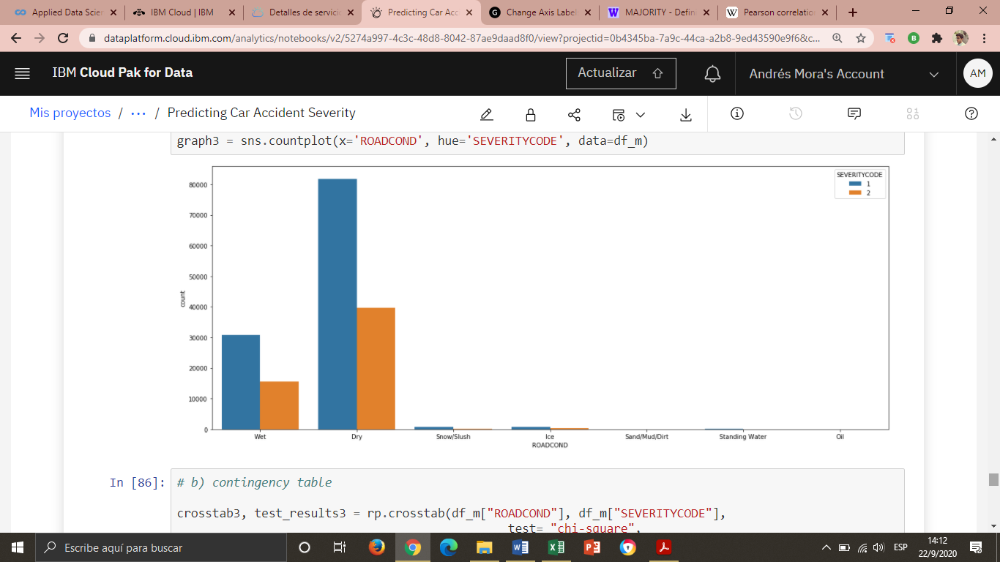 Applied Data Scien
IBM Cloud | IBM
Detalles de servicio
Predicting Car Acc
Change Axis Label
MAJORITY - Defin
Pearson correlation
dataplatform.cloud.ibm.com/analytics/notebooks/v2/5274a997-4c3c-48d8-8042-87ae9daad8f0/view?projectid=0b4345ba-7a9c-44ca-a2b8-9ed43590e9f6&c...
IBM Cloud Pak for Data
Actualizar
Andrés Mora's Account
AM
Mis proyectos / ... / Predicting Car Accident Severity
graph3 = sns.countplot(x='ROADCOND', hue='SEVERITYCODE', data=df_m)
SEVERITYCODE
1
2
80000
70000
60000
50000
40000
30000
20000
10000
0
count
Wet Dry Snow/Slush Ice Sand/Mud/Dirt Standing Water Oil
ROADCOND
In [86]:
# b) contingency table
crosstab3, test_results3 = rp.crosstab(df_m["ROADCOND"], df_m["SEVERITYCODE"],
test= "chi-square",
Escribe aquí para buscar
ESP
14:12
22/9/2020